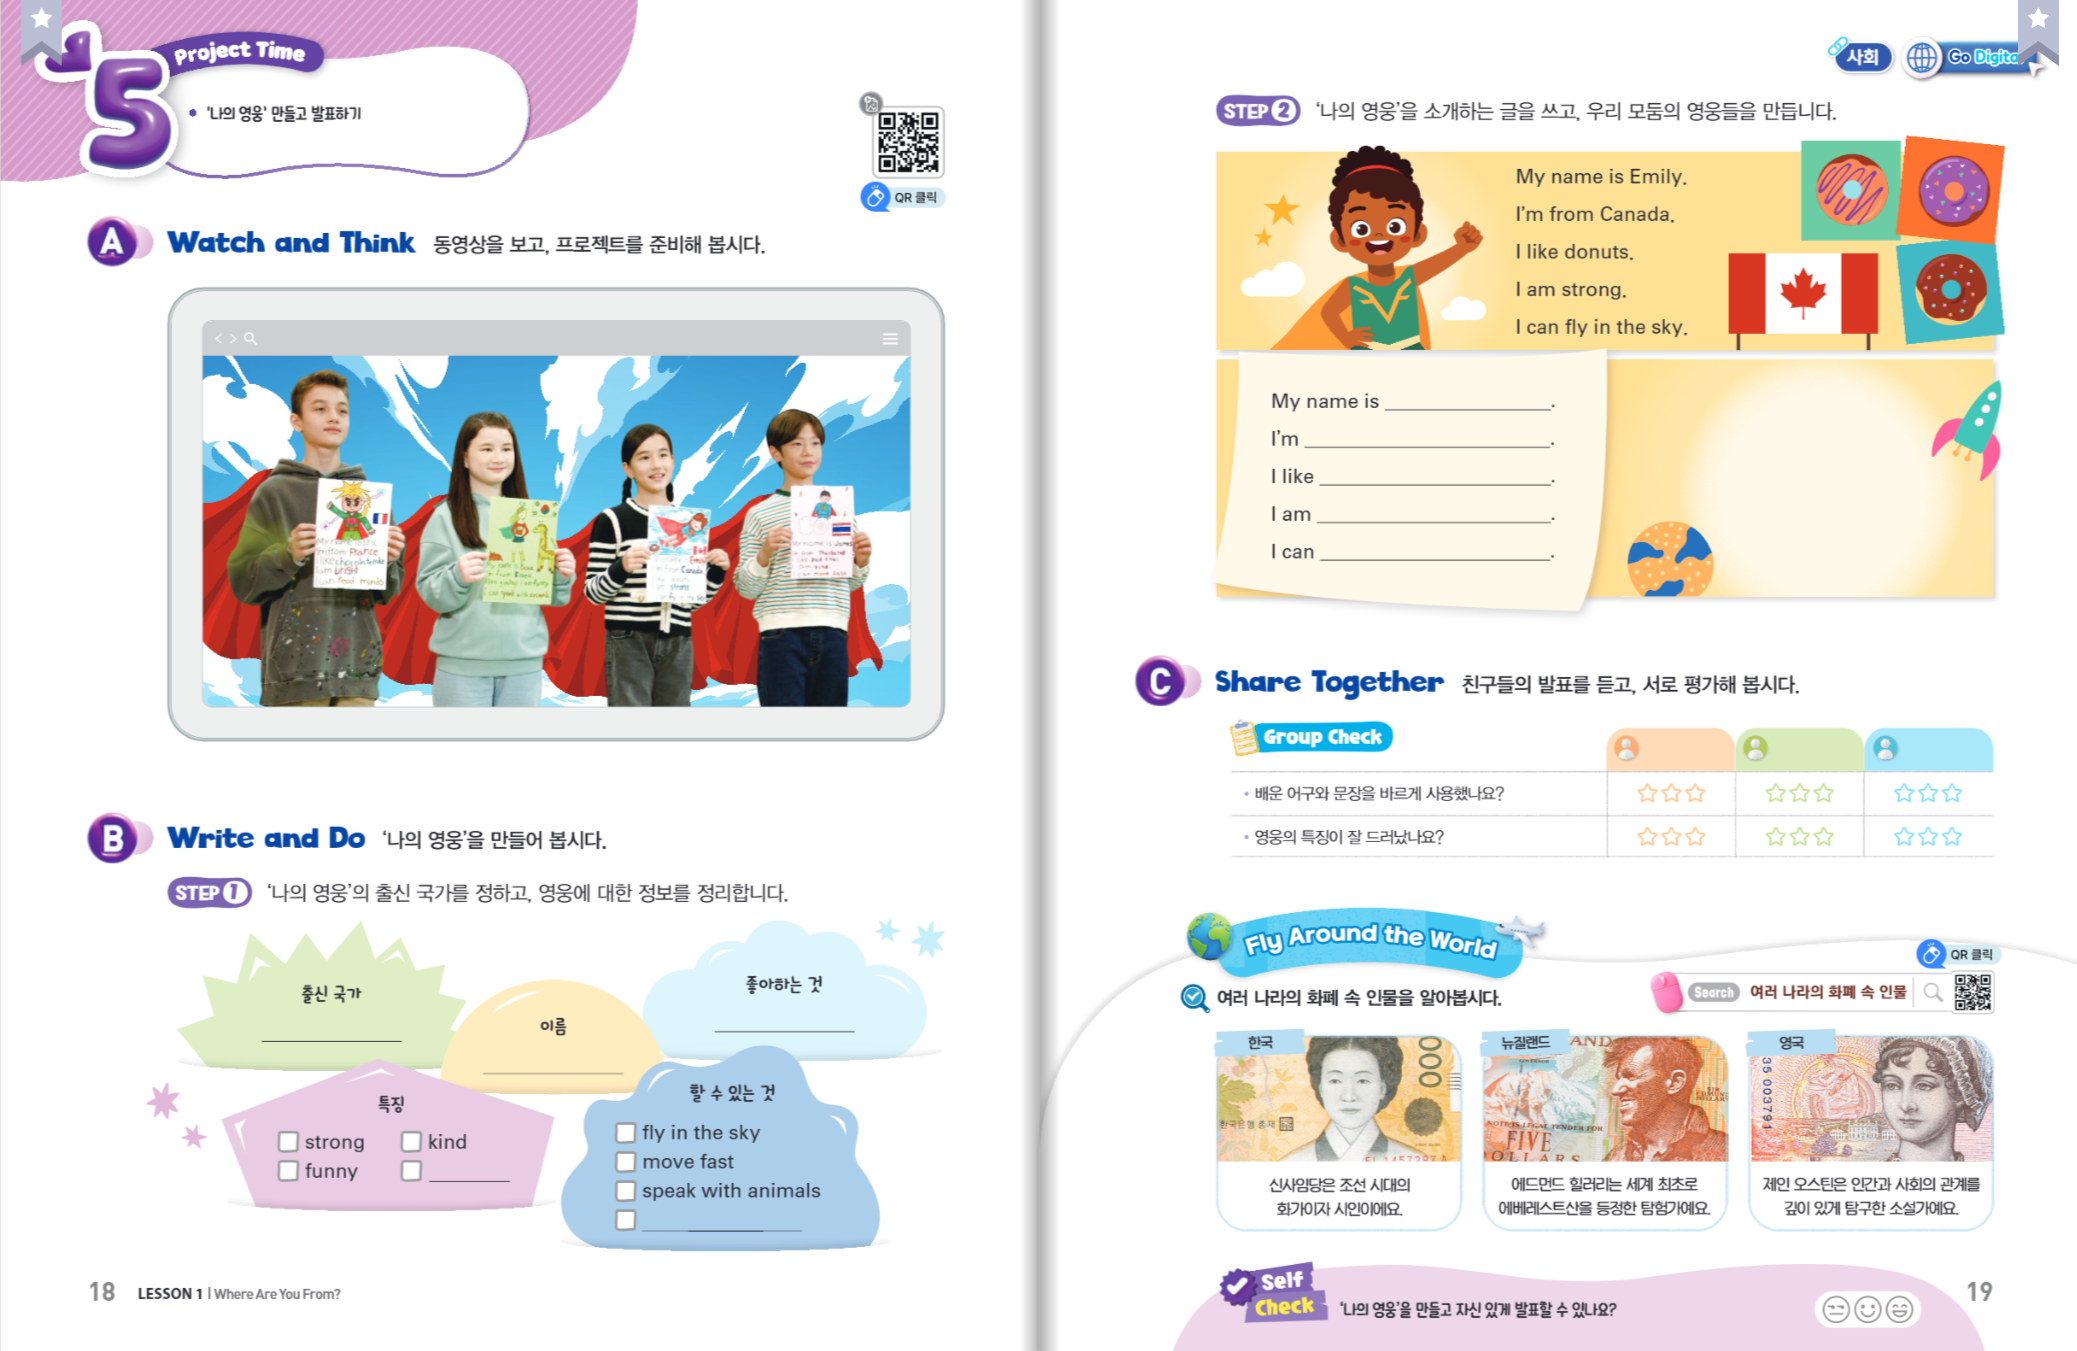 5
Project Time
• '나의 영웅' 만들고 발표하기
QR 클릭
A
Watch and Think
동영상을 보고, 프로젝트를 준비해 봅시다.
B
Write and Do
'나의 영웅'을 만들어 봅시다.
STEP 1
'나의 영웅'의 출신 국가를 정하고, 영웅에 대한 정보를 정리합니다.
출신 국가
이름
좋아하는 것
특징
strong
kind
funny
할 수 있는 것
fly in the sky
move fast
speak with animals
18
LESSON 1 | Where Are You From?
사회
Go Digital
STEP 2
'나의 영웅'을 소개하는 글을 쓰고, 우리 모둠의 영웅들을 만듭니다.
My name is Emily.
I'm from Canada.
I like donuts.
I am strong.
I can fly in the sky.
My name is ____.
I'm ____.
I like ____.
I am ____.
I can ____.
C
Share Together
친구들의 발표를 듣고, 서로 평가해 봅시다.
Group Check
• 배운 어구와 문장을 바르게 사용했나요?
• 영웅의 특징이 잘 드러났나요?
Fly Around the World
QR 클릭
여러 나라의 화폐 속 인물을 알아봅시다.
Search
여러 나라의 화폐 속 인물
한국
000
한국은행 총재
신사임당은 조선 시대의
화가이자 시인이에요.
뉴질랜드
AND
FIVE
DOLLARS
에드먼드 힐러리는 세계 최초로
에베레스트산을 등정한 탐험가예요.
영국
35 003791
제인 오스틴은 인간과 사회의 관계를
깊이 있게 탐구한 소설가예요.
Self
Check
'나의 영웅'을 만들고 자신 있게 발표할 수 있나요?
19